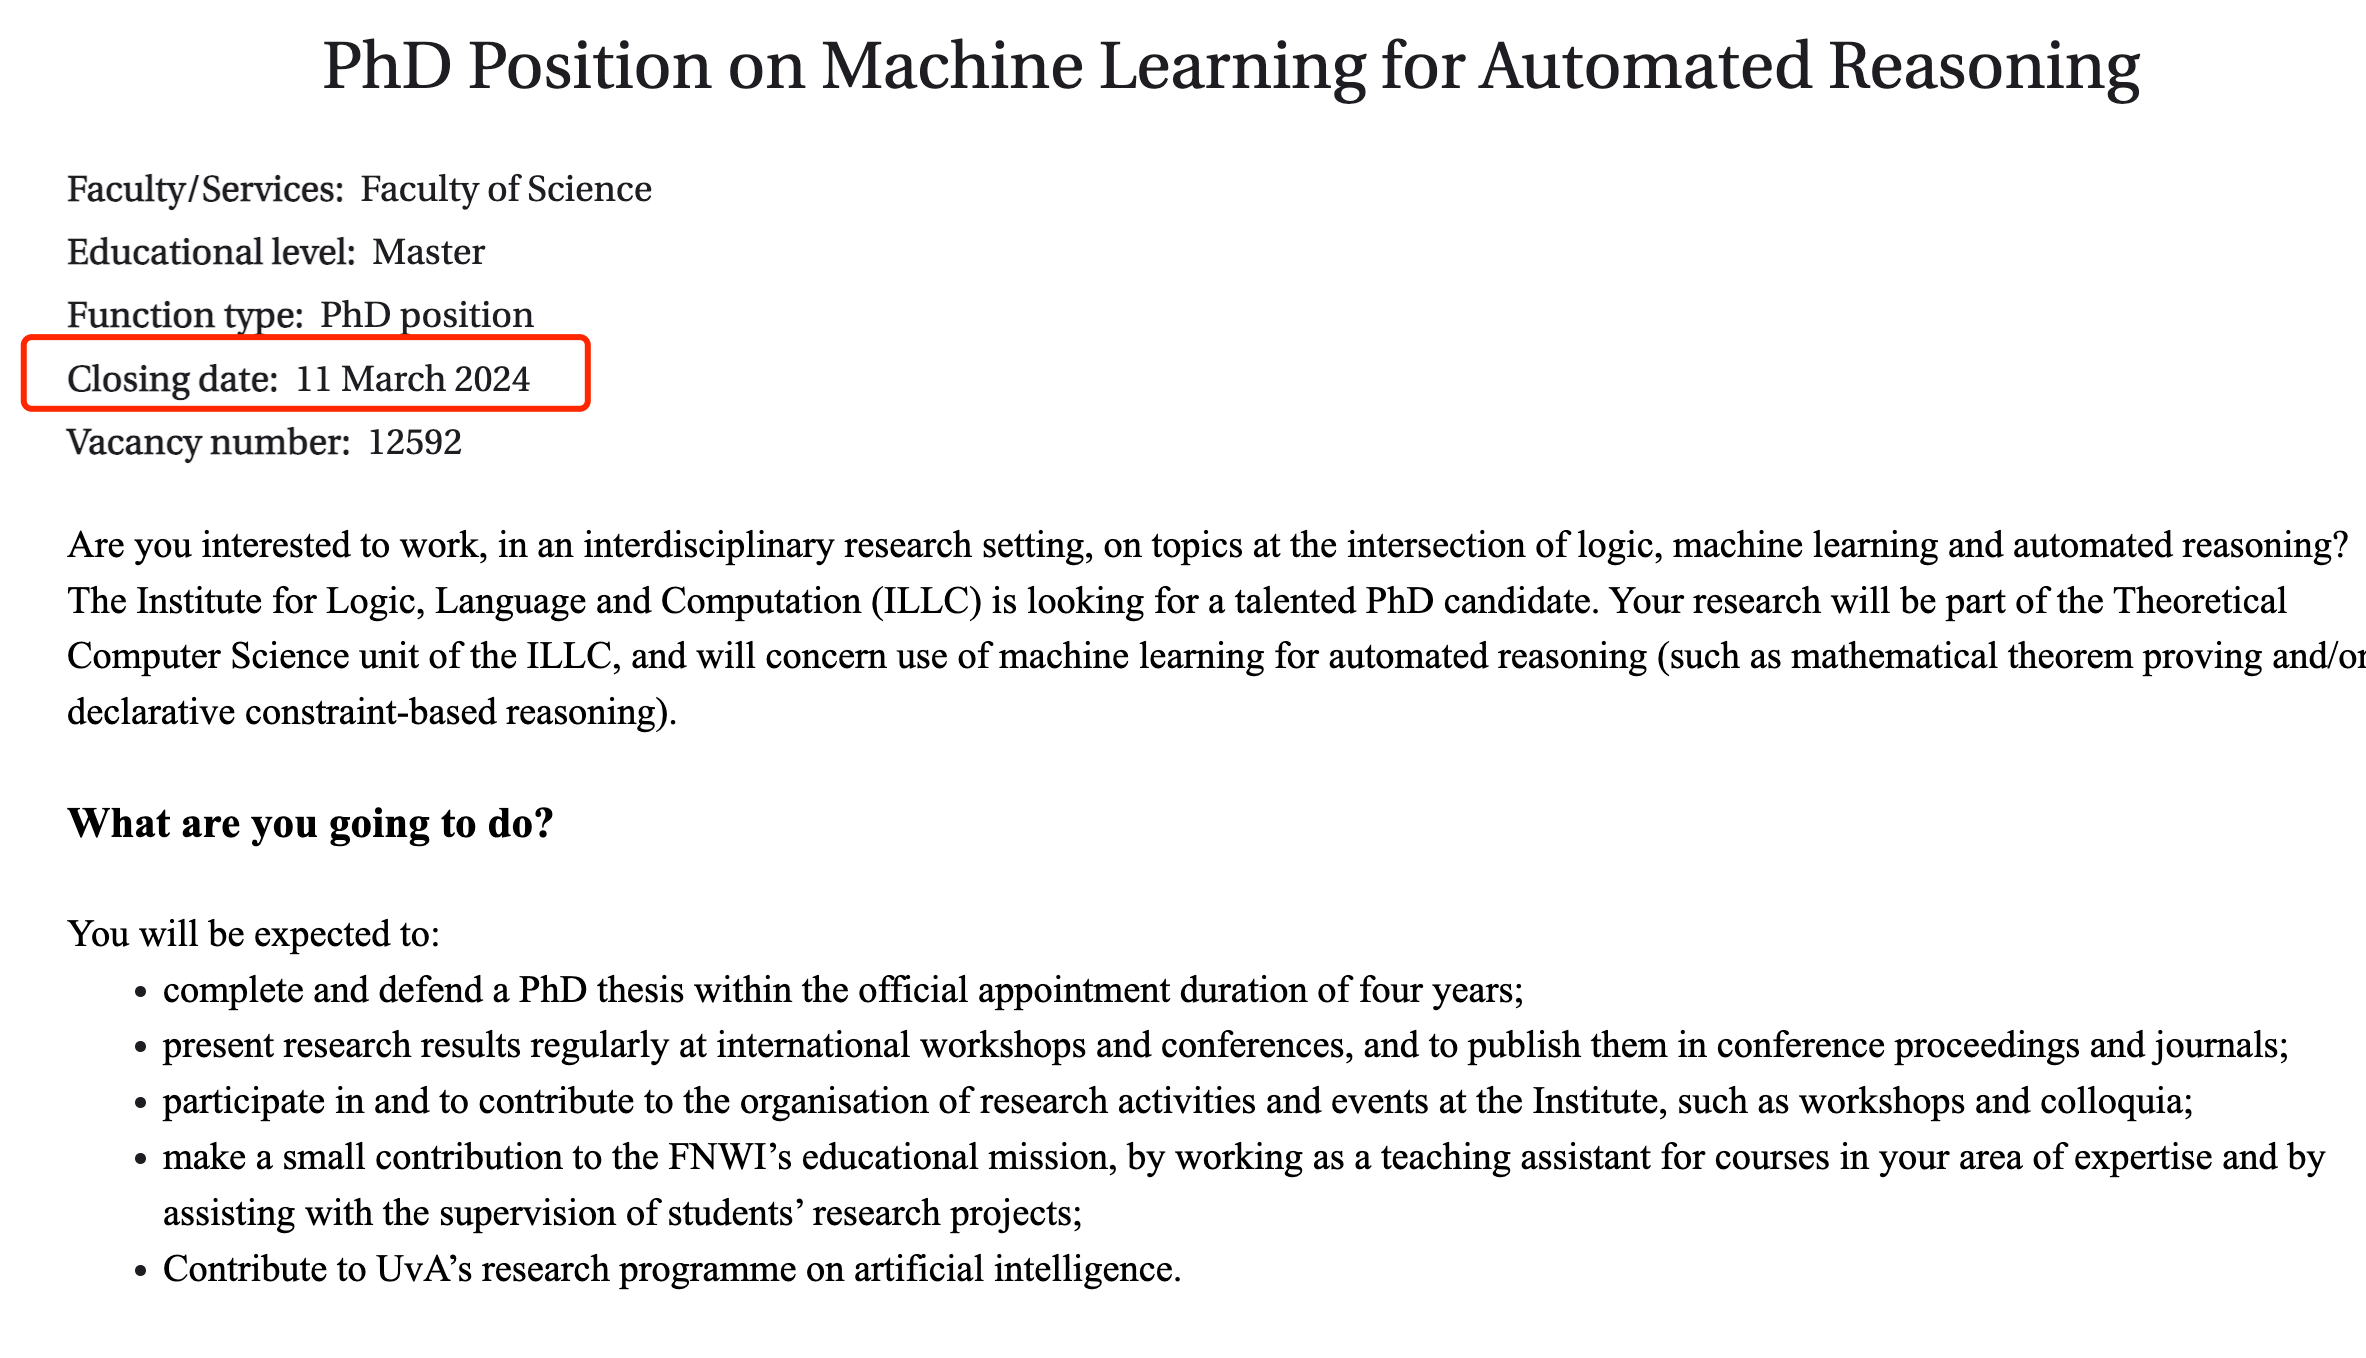 PhD Position on Machine Learning for Automated Reasoning
Faculty/Services: Faculty of Science
Educational level: Master
Function type: PhD position
Closing date: 11 March 2024
Vacancy number: 12592
Are you interested to work, in an interdisciplinary research setting, on topics at the intersection of logic, machine learning and automated reasoning?
The Institute for Logic, Language and Computation (ILLC) is looking for a talented PhD candidate. Your research will be part of the Theoretical
Computer Science unit of the ILLC, and will concern use of machine learning for automated reasoning (such as mathematical theorem proving and/or
declarative constraint-based reasoning).
What are you going to do?
You will be expected to:
• complete and defend a PhD thesis within the official appointment duration of four years;
• present research results regularly at international workshops and conferences, and to publish them in conference proceedings and journals;
• participate in and to contribute to the organisation of research activities and events at the Institute, such as workshops and colloquia;
• make a small contribution to the FNWI’s educational mission, by working as a teaching assistant for courses in your area of expertise and by
assisting with the supervision of students’ research projects;
• Contribute to UvA’s research programme on artificial intelligence.